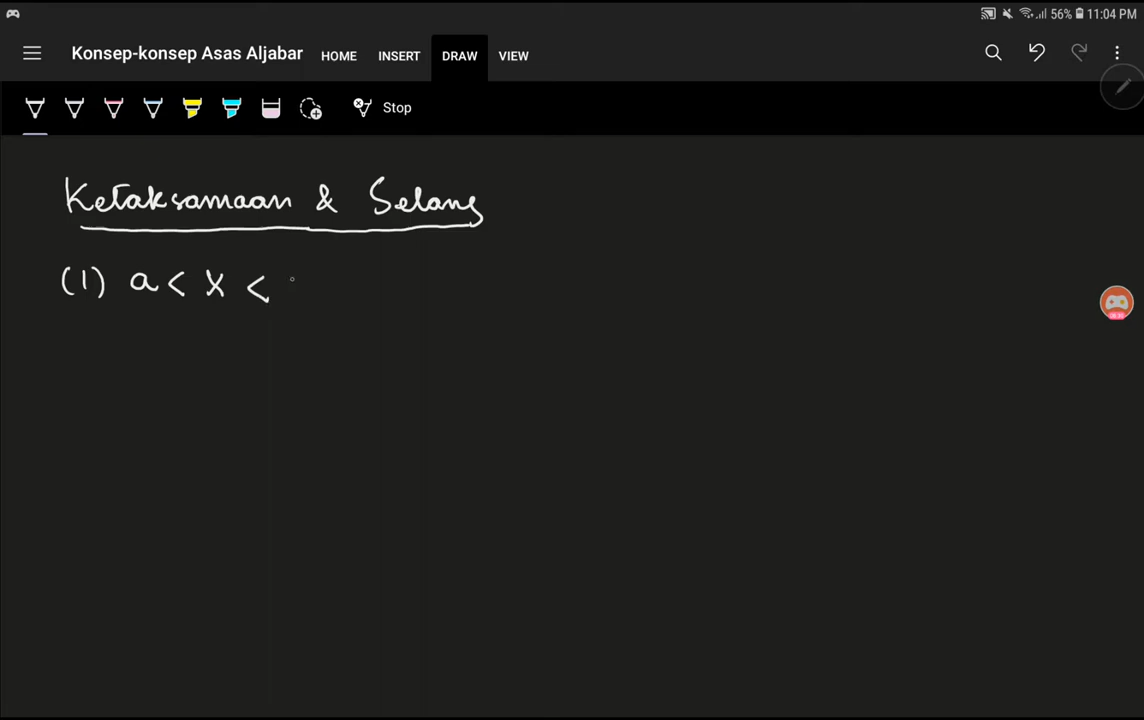 56% 11:04 PM
Konsep-konsep Asas Aljabar HOME INSERT DRAW VIEW
Stop
Ketaksamaan & Selang
(1) a < x <